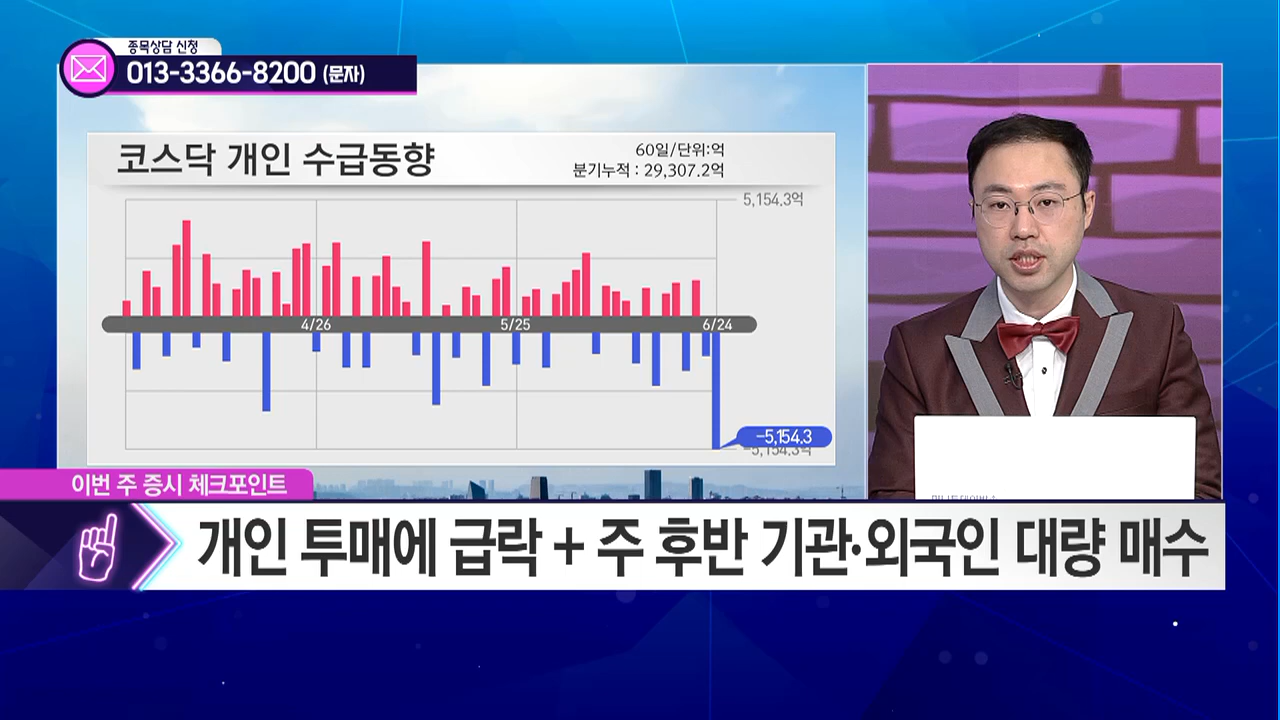 종목상담 신청
013-3366-8200 (문자)
코스닥 개인 수급동향
60일/단위:억
분기누적 : 29,307.2억
5,154.3억
4/26
5/25
6/24
-5,154.3
-5,154.3억
이번 주 증시 체크포인트
개인 투매에 급락 + 주 후반 기관·외국인 대량 매수